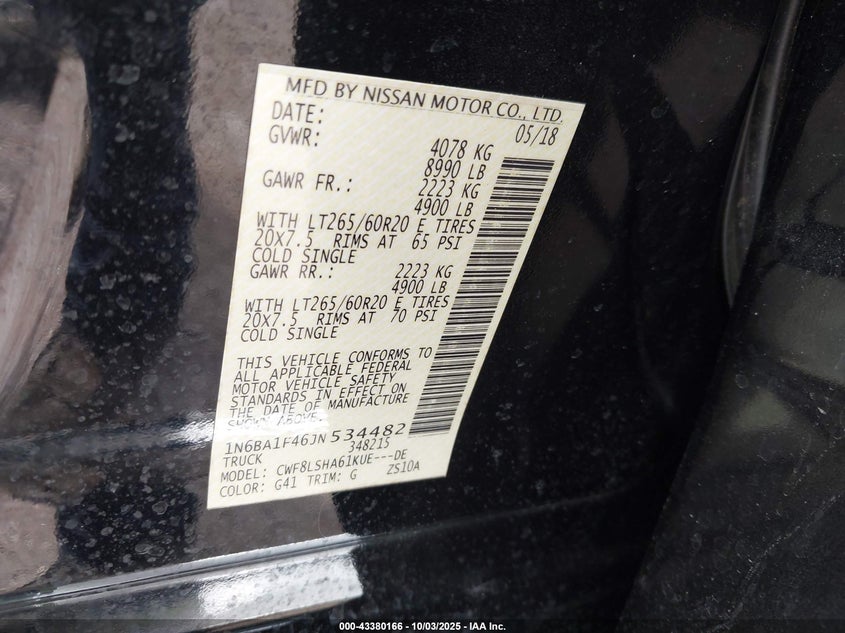 MFD BY NISSAN MOTOR CO., LTD.
DATE: 05/18
GVWR: 4078 KG
8990 LB
GAWR FR.: 2223 KG
4900 LB
WITH LT265/60R20 E TIRES
20X7.5 RIMS AT 65 PSI
COLD SINGLE
GAWR RR.: 2223 KG
4900 LB
WITH LT265/60R20 E TIRES
20X7.5 RIMS AT 70 PSI
COLD SINGLE
THIS VEHICLE CONFORMS TO
ALL APPLICABLE FEDERAL
MOTOR VEHICLE SAFETY
STANDARDS IN EFFECT ON
THE DATE OF MANUFACTURE
SHOWN ABOVE.
1N6BA1F46JN534482
TRUCK 348215
MODEL: CWF8LSHA61KUE---DE
COLOR: G41 TRIM: G ZS10A
000-43380166 - 10/03/2025 - IAA Inc.